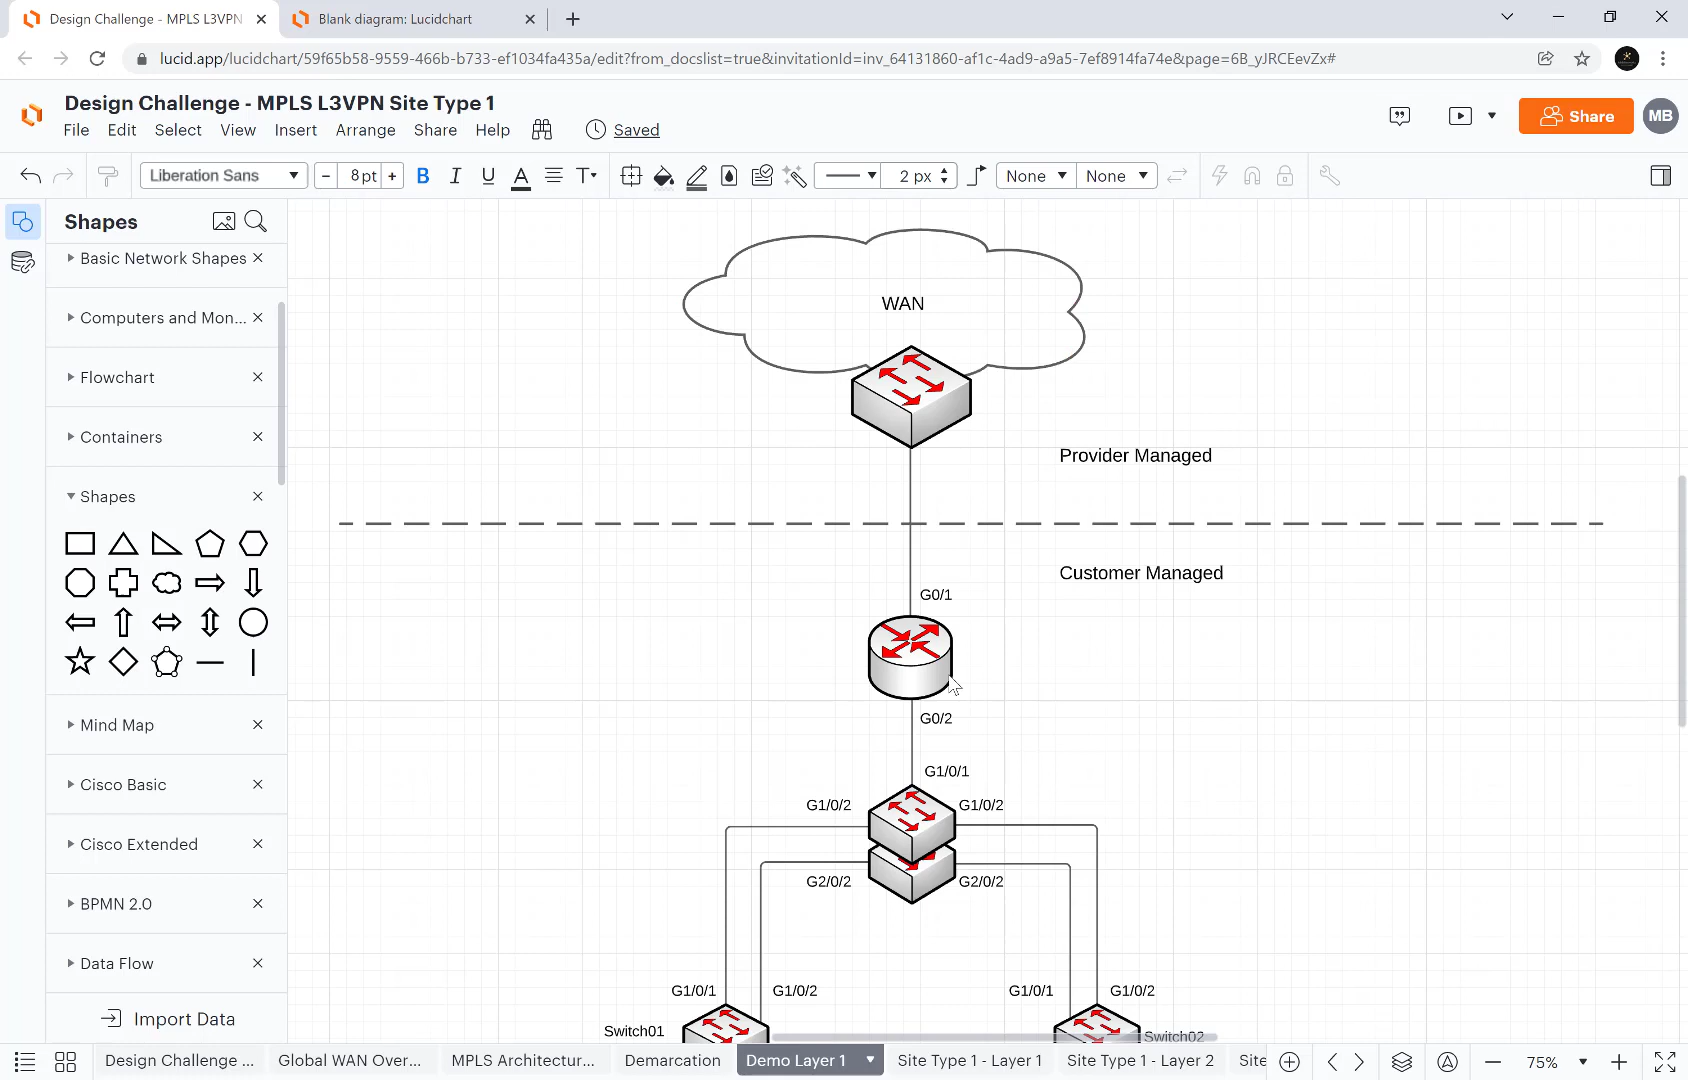 Design Challenge - MPLS L3VPN
Blank diagram: Lucidchart
lucid.app/lucidchart/59f65b58-9559-466b-b733-ef1034fa435a/edit?from_docslist=true&invitationId=inv_64131860-af1c-4ad9-a9a5-7ef8914fa74e&page=6B_yJRCEevZx#
Design Challenge - MPLS L3VPN Site Type 1
File Edit Select View Insert Arrange Share Help Saved
Share MB
Liberation Sans - 8 pt + B I U A T 2 px None None
Shapes
Basic Network Shapes
Computers and Mon...
Flowchart
Containers
Shapes
Mind Map
Cisco Basic
Cisco Extended
BPMN 2.0
Data Flow
Import Data
WAN
Provider Managed
Customer Managed
G0/1
G0/2
G1/0/1
G1/0/2 G1/0/2
G2/0/2 G2/0/2
G1/0/1 G1/0/2 G1/0/1 G1/0/2
Switch01 Switch02
Design Challenge ... Global WAN Over... MPLS Architectur... Demarcation Demo Layer 1 Site Type 1 - Layer 1 Site Type 1 - Layer 2 Site 75%